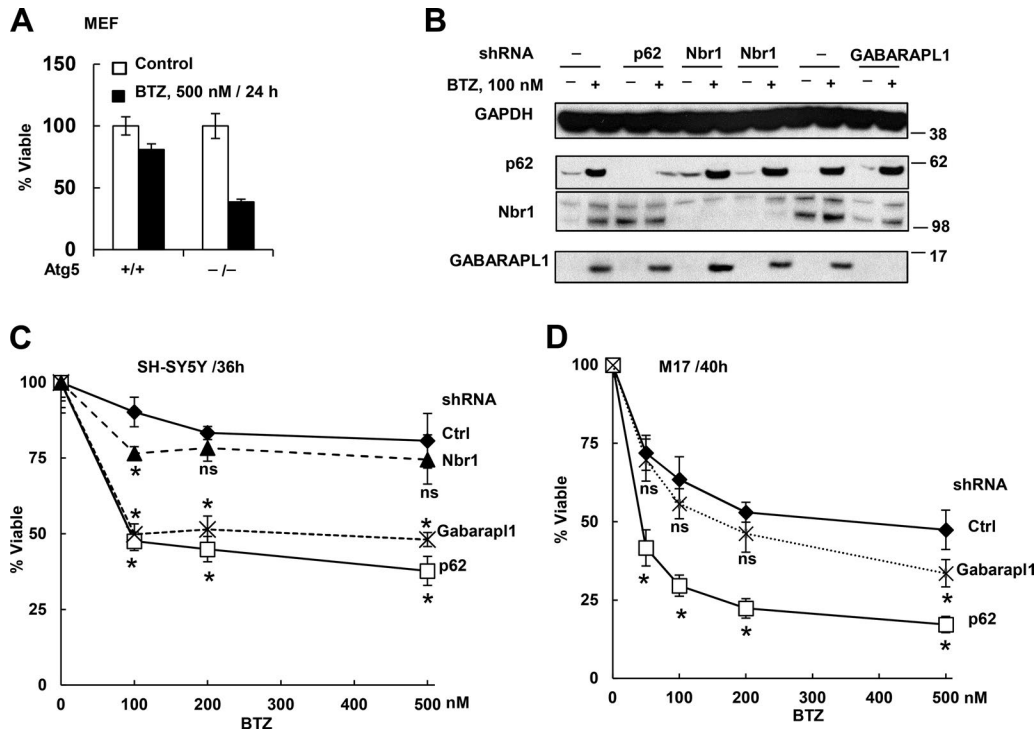 A
MEF
Control
BTZ, 500 nM / 24 h
% Viable
150
100
50
0
Atg5 +/+ –/–
B
shRNA – p62 Nbr1 Nbr1 – GABARAPL1
BTZ, 100 nM – + – + – + – + – + – +
GAPDH
38
p62
62
Nbr1
98
GABARAPL1
17
C
SH-SY5Y /36h
% Viable
100
75
50
25
0
shRNA
Ctrl
Nbr1
Gabarapl1
p62
* ns ns
* * *
* * *
0 100 200 300 400 500 nM
BTZ
D
M17 /40h
% Viable
100
75
50
25
0
shRNA
Ctrl
Gabarapl1
p62
ns ns ns *
* * * *
0 100 200 300 400 500 nM
BTZ